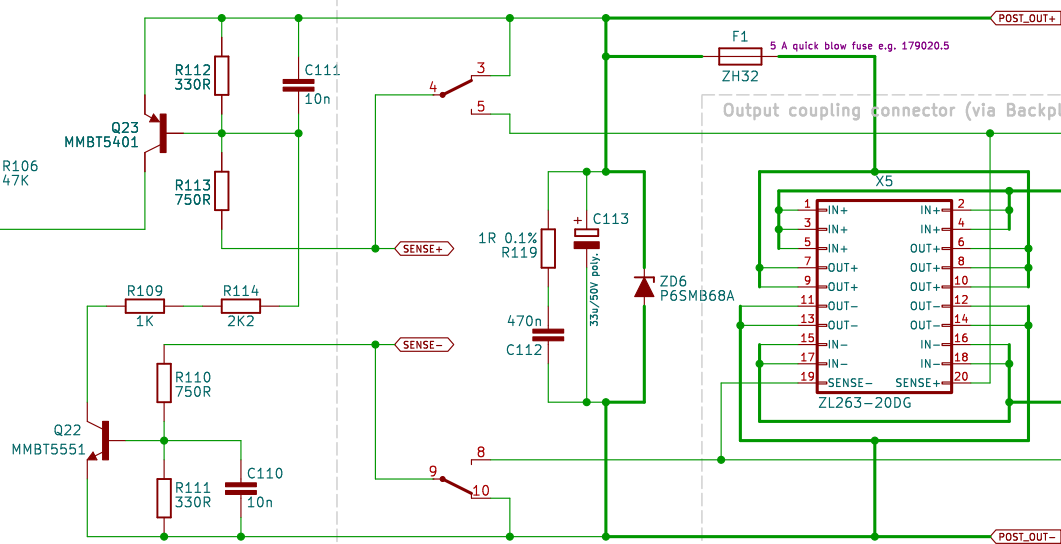 POST_OUT+
F1
5 A quick blow fuse e.g. 179020.5
ZH32
R112
330R
C111
10n
3
4
5
Output coupling connector (via Backpl
Q23
MMBT5401
R106
47K
R113
750R
X5
SENSE+
1R 0.1%
R119
+
C113
33u/50V poly.
ZD6
P6SMB68A
470n
C112
1
IN+
3
IN+
5
IN+
7
OUT+
9
OUT+
11
OUT-
13
OUT-
15
IN-
17
IN-
19
SENSE-
2
IN+
4
IN+
6
OUT+
8
OUT+
10
OUT+
12
OUT-
14
OUT-
16
IN-
18
IN-
20
SENSE+
ZL263-20DG
R109
1K
R114
2K2
SENSE-
R110
750R
Q22
MMBT5551
R111
330R
C110
10n
8
9
10
POST_OUT-